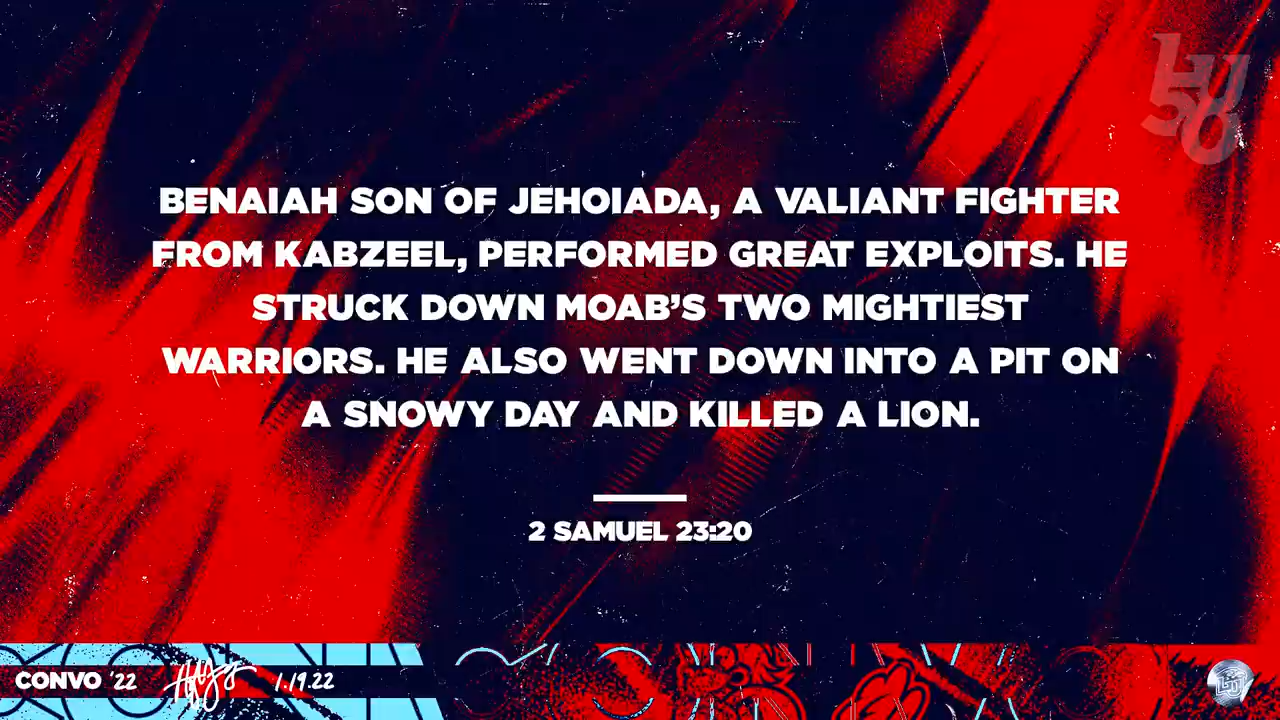 LU
50
BENAIAH SON OF JEHOIADA, A VALIANT FIGHTER
FROM KABZEEL, PERFORMED GREAT EXPLOITS. HE
STRUCK DOWN MOAB’S TWO MIGHTIEST
WARRIORS. HE ALSO WENT DOWN INTO A PIT ON
A SNOWY DAY AND KILLED A LION.
2 SAMUEL 23:20
CONVO '22
1.19.22